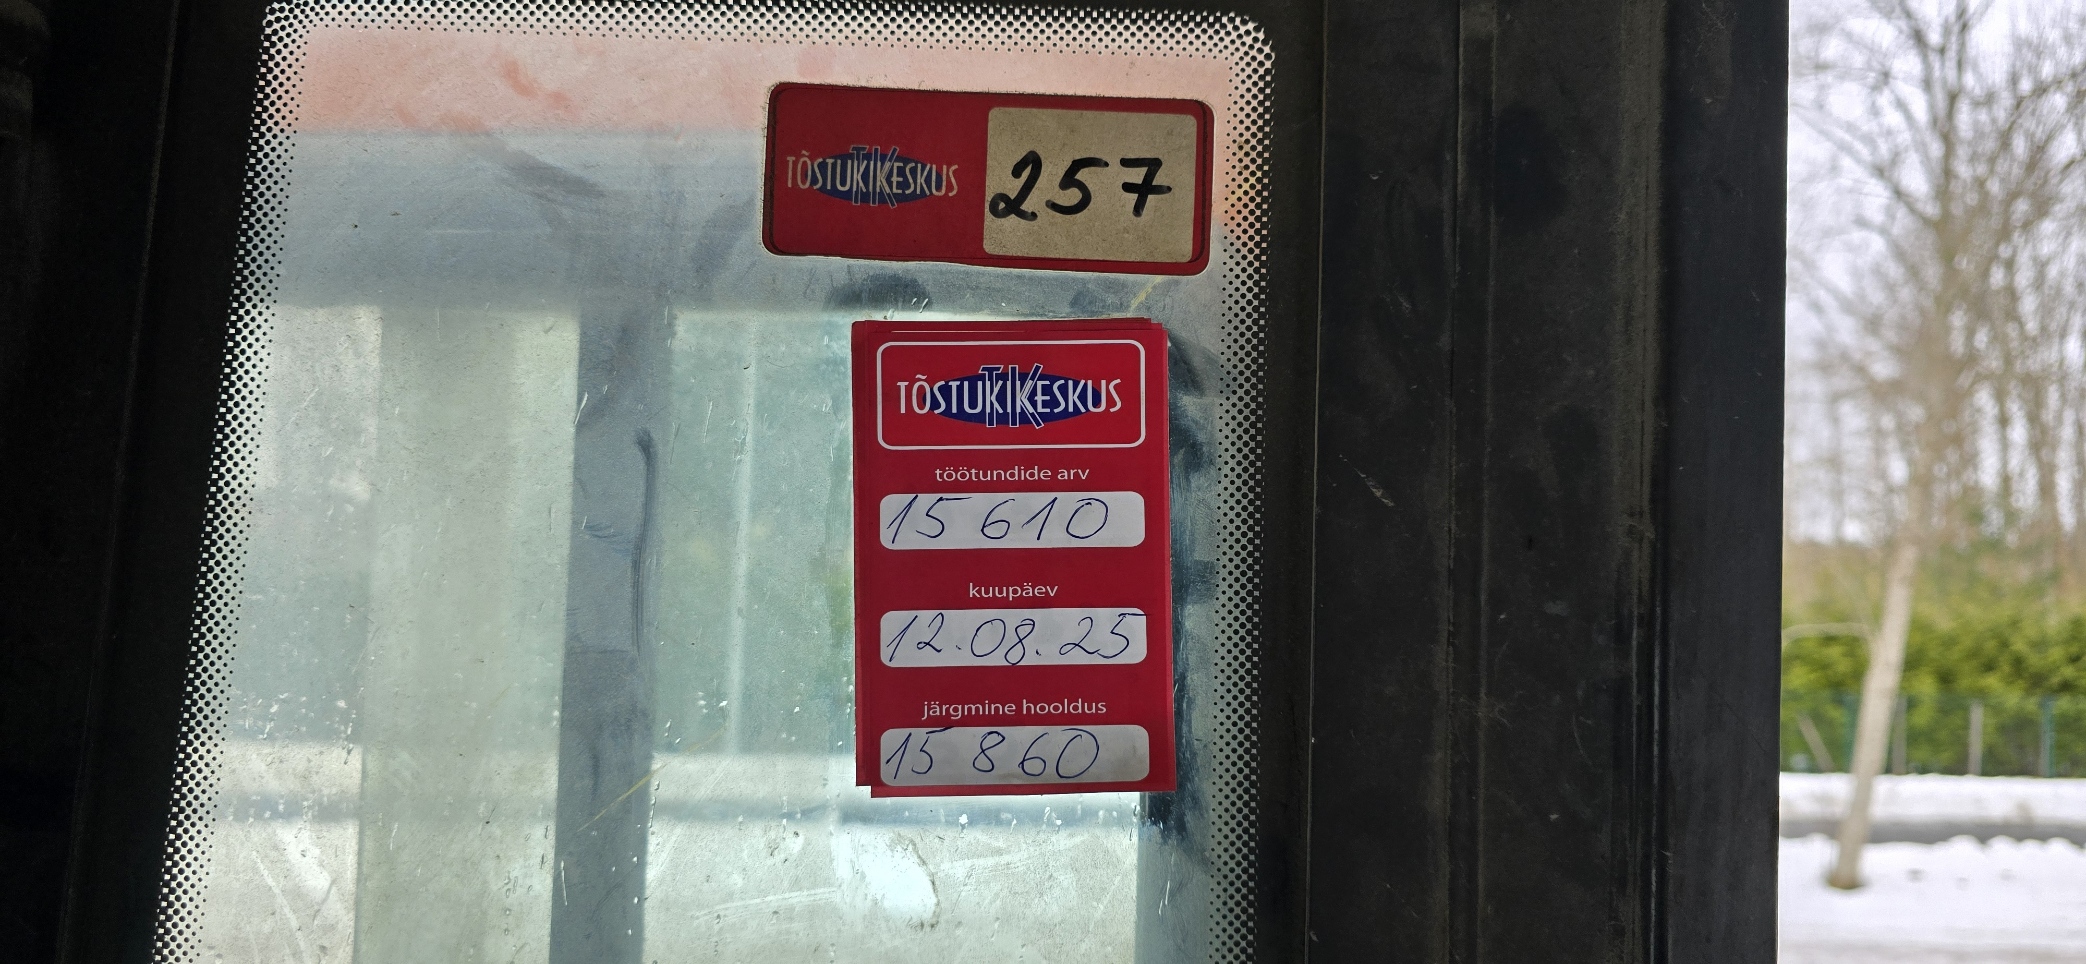 TÕSTUKIKESKUS 257
TÕSTUKIKESKUS
töötundide arv
15 610
kuupäev
12.08.25
järgmine hooldus
15 860